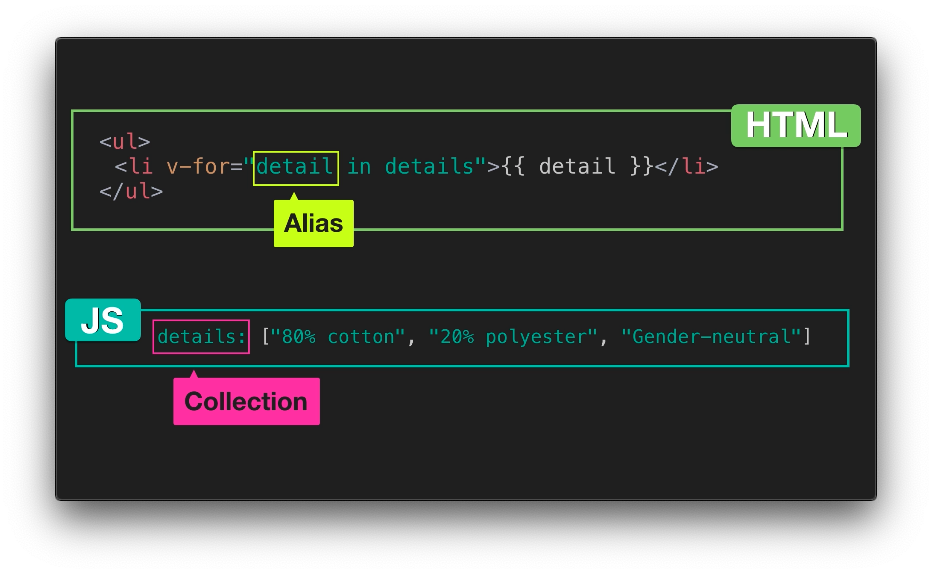 HTML
<ul>
<li v-for="detail in details">{{ detail }}</li>
</ul>
Alias
JS
details: ["80% cotton", "20% polyester", "Gender-neutral"]
Collection